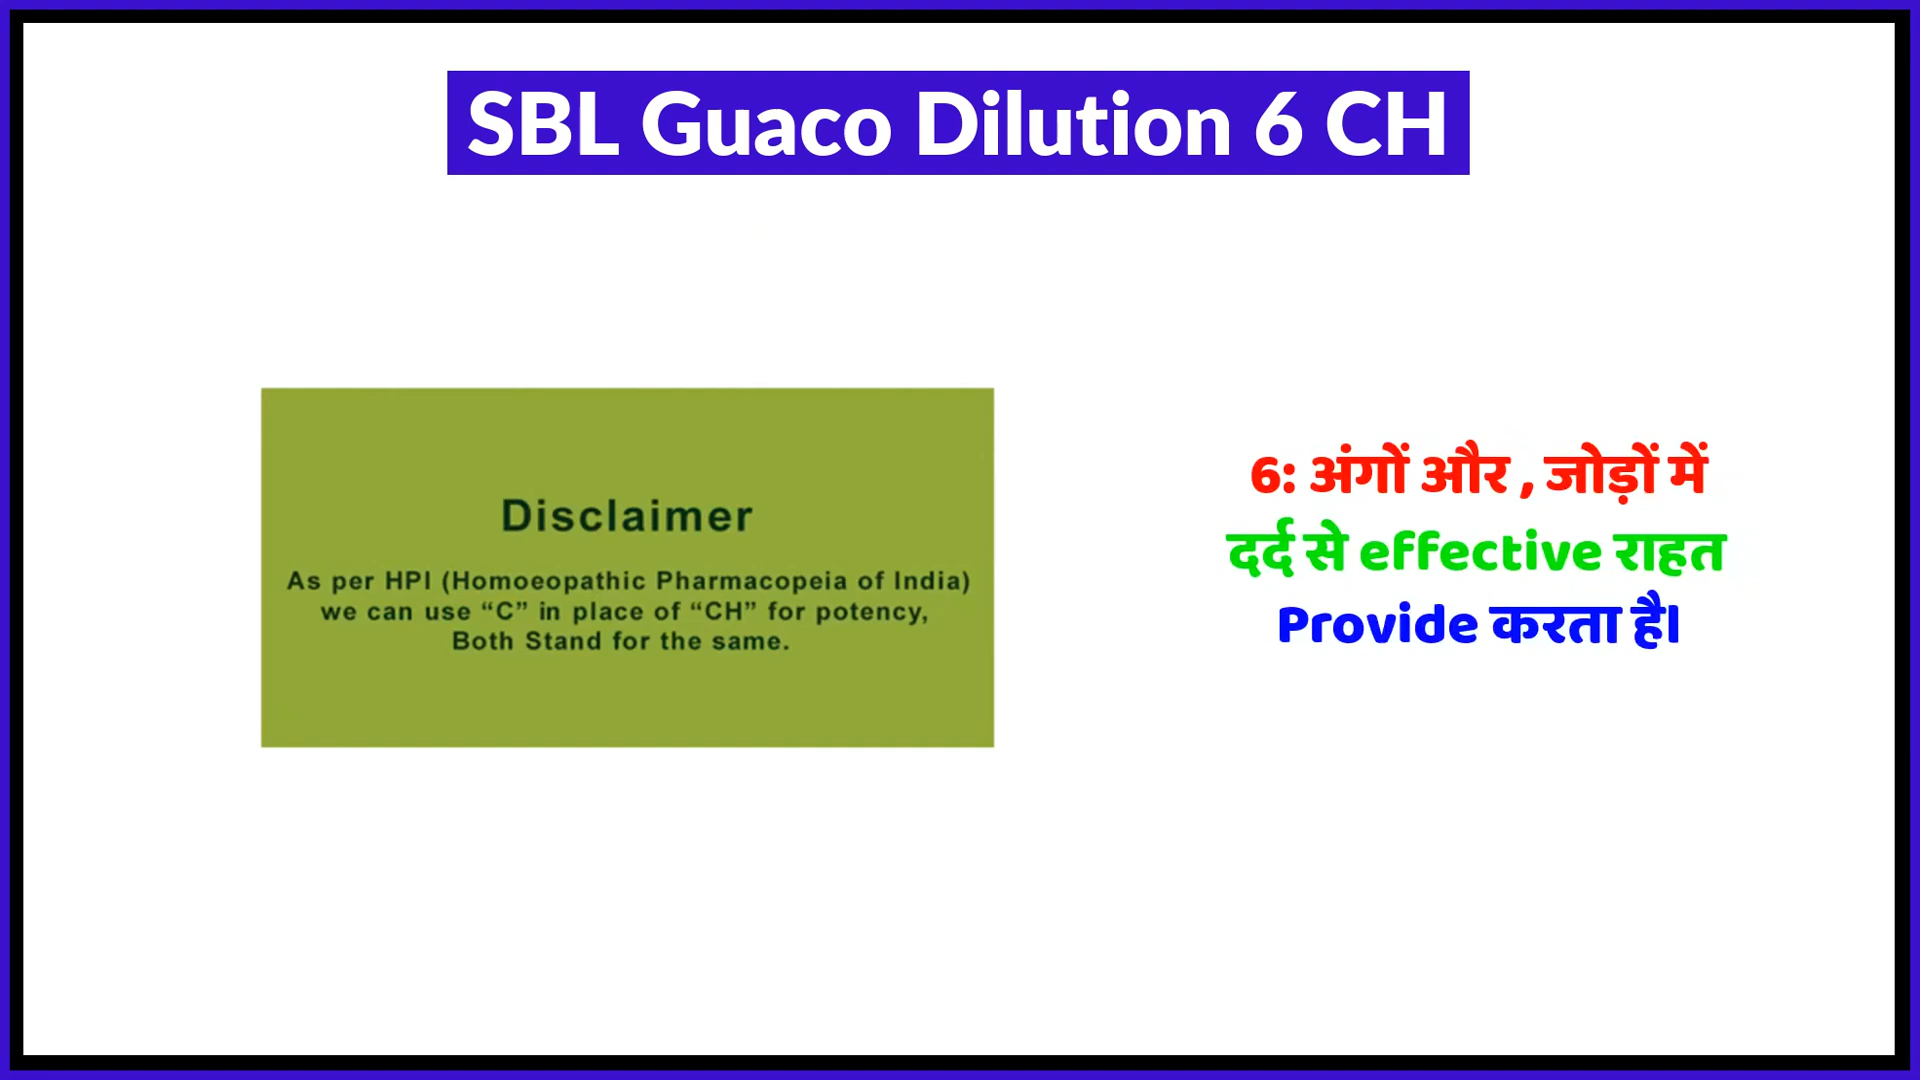 SBL Guaco Dilution 6 CH
Disclaimer
As per HPI (Homoeopathic Pharmacopeia of India)
we can use “C” in place of “CH” for potency,
Both Stand for the same.
6: अंगों और , जोड़ों में
दर्द से effective राहत
Provide करता है।